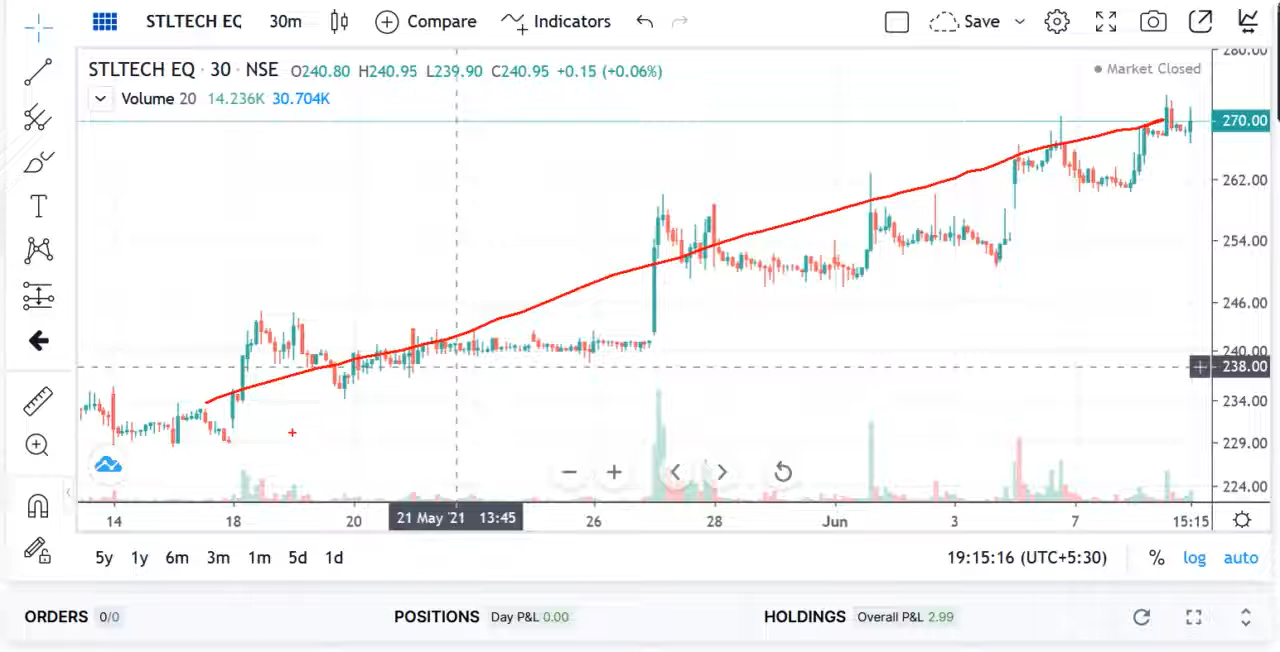 STLTECH EQ 30m Compare Indicators Save
STLTECH EQ · 30 · NSE O240.80 H240.95 L239.90 C240.95 +0.15 (+0.06%)
Market Closed
Volume 20 14.236K 30.704K
280.00
270.00
262.00
254.00
246.00
240.00
238.00
234.00
229.00
224.00
14 18 20 21 May '21 13:45 26 28 Jun 3 7 15:15
5y 1y 6m 3m 1m 5d 1d 19:15:16 (UTC+5:30) % log auto
ORDERS 0/0 POSITIONS Day P&L 0.00 HOLDINGS Overall P&L 2.99